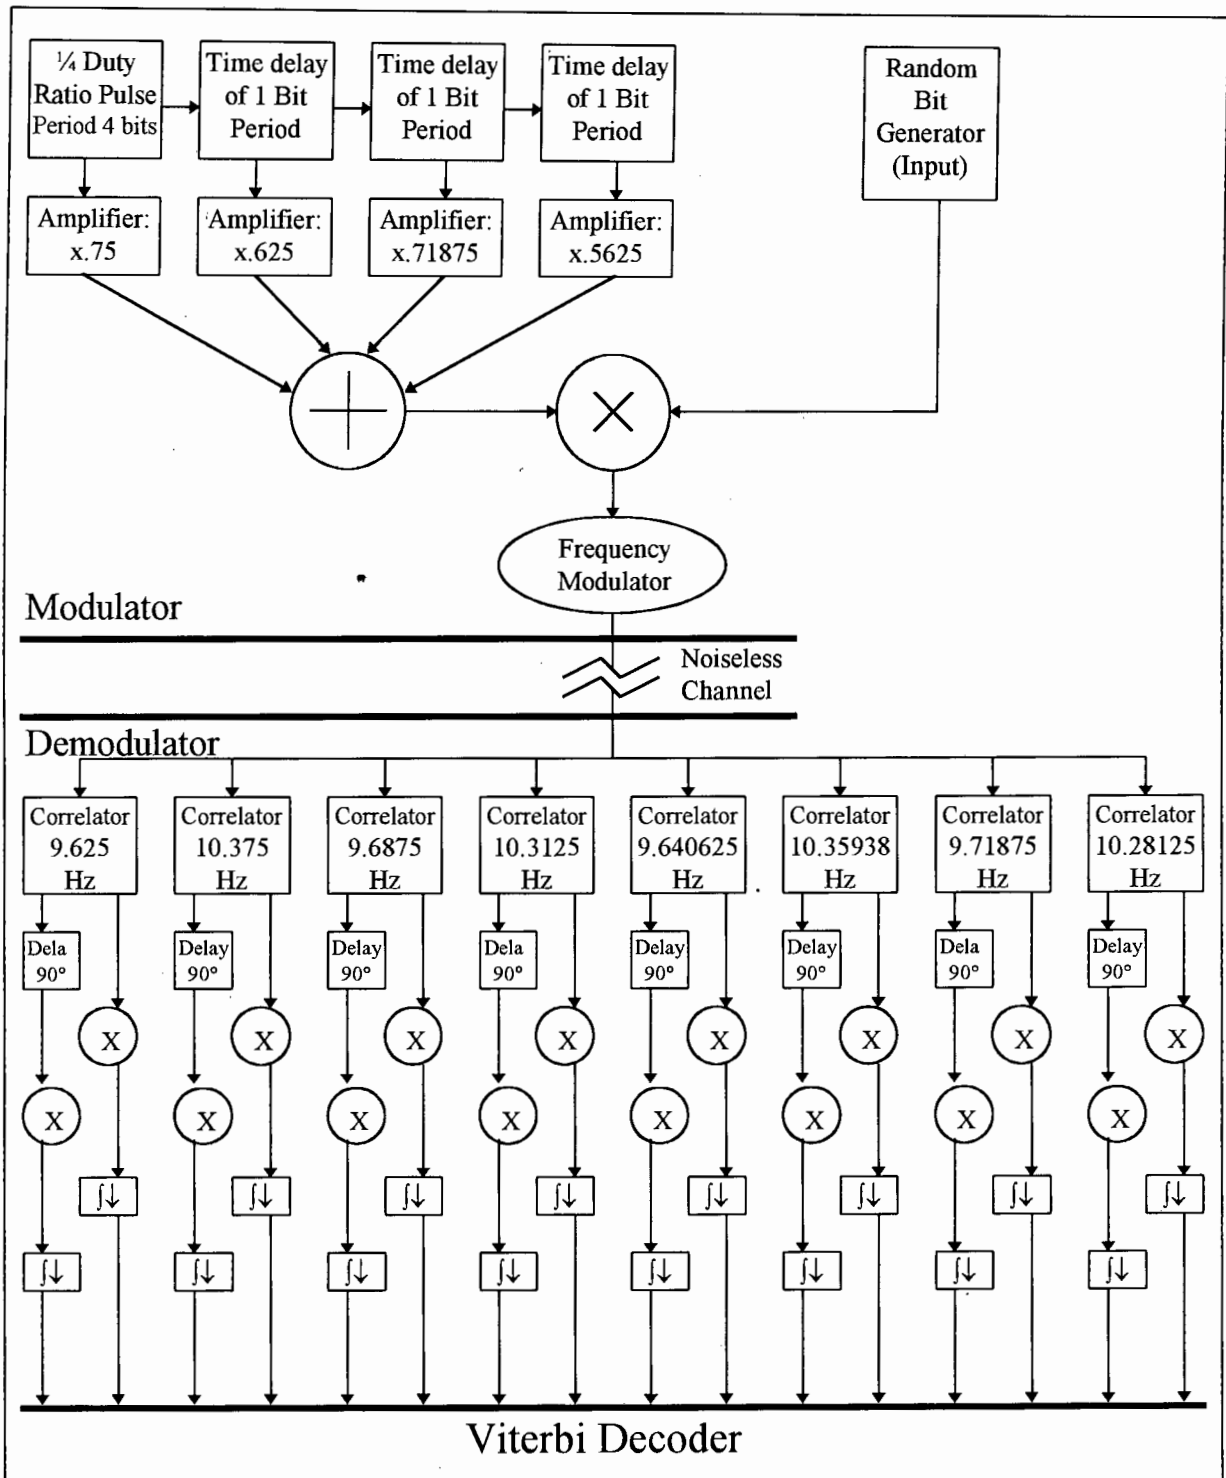 ¼ Duty
Ratio Pulse
Period 4 bits
Time delay
of 1 Bit
Period
Time delay
of 1 Bit
Period
Time delay
of 1 Bit
Period
Random
Bit
Generator
(Input)
Amplifier:
x.75
Amplifier:
x.625
Amplifier:
x.71875
Amplifier:
x.5625
Frequency
Modulator
Modulator
Noiseless
Channel
Demodulator
Correlator
9.625
Hz
Correlator
10.375
Hz
Correlator
9.6875
Hz
Correlator
10.3125
Hz
Correlator
9.640625
Hz
Correlator
10.35938
Hz
Correlator
9.71875
Hz
Correlator
10.28125
Hz
Dela
90°
Delay
90°
Delay
90°
Dela
90°
Delay
90°
Delay
90°
Dela
90°
Delay
90°
X X X X X X X X
X X X X X X X X
∫↓ ∫↓ ∫↓ ∫↓ ∫↓ ∫↓ ∫↓ ∫↓
∫↓ ∫↓ ∫↓ ∫↓ ∫↓ ∫↓ ∫↓ ∫↓
Viterbi Decoder